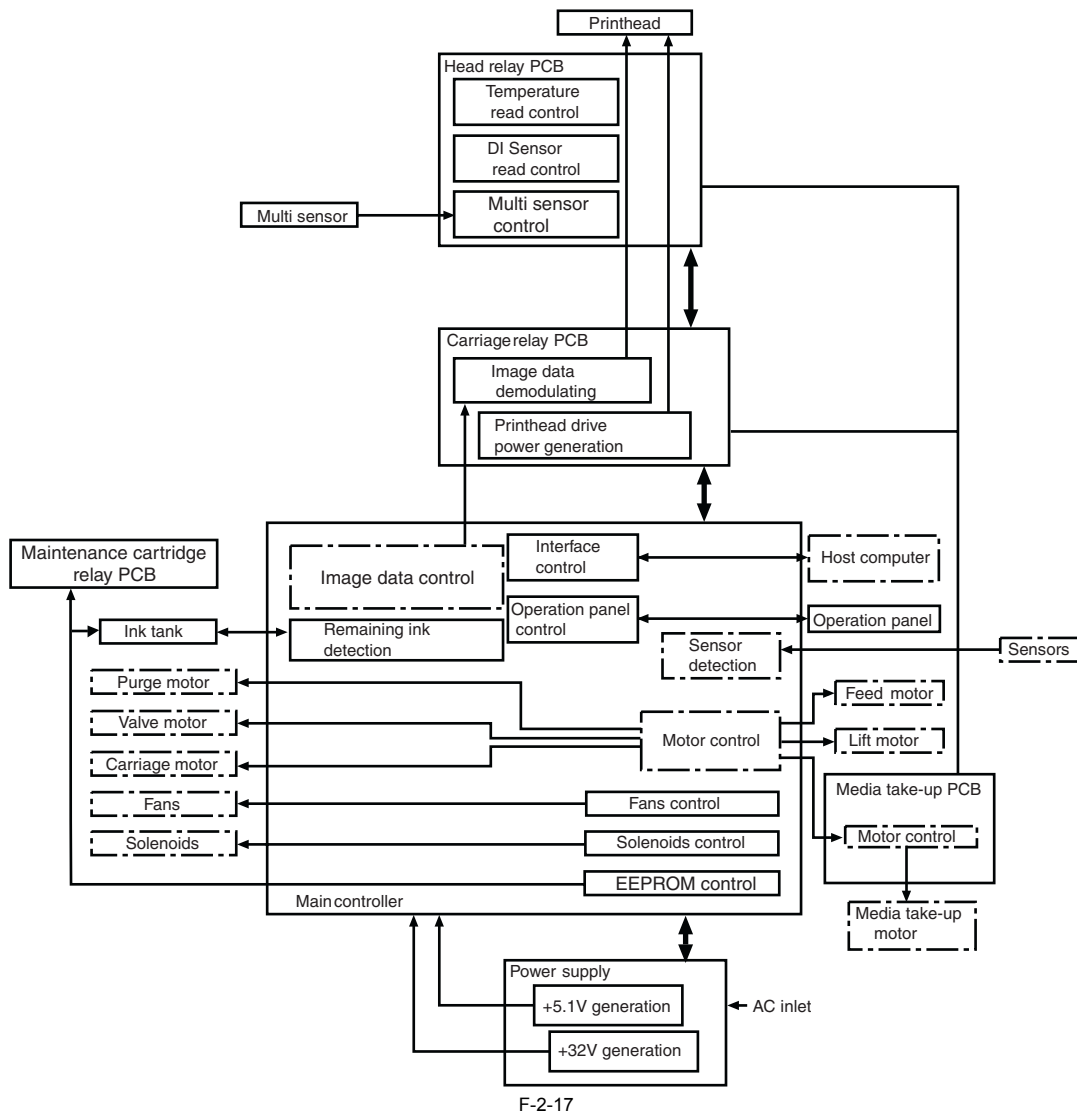 Printhead
Head relay PCB
Temperature
read control
DI Sensor
read control
Multi sensor
Multi sensor
control
Carriage relay PCB
Image data
demodulating
Printhead drive
power generation
Maintenance cartridge
relay PCB
Image data control
Interface
control
Host computer
Ink tank
Remaining ink
detection
Operation panel
control
Operation panel
Sensor
detection
Sensors
Purge motor
Feed motor
Valve motor
Motor control
Lift motor
Carriage motor
Media take-up PCB
Fans
Fans control
Motor control
Solenoids
Solenoids control
EEPROM control
Main controller
Media take-up
motor
Power supply
+5.1V generation
AC inlet
+32V generation
F-2-17